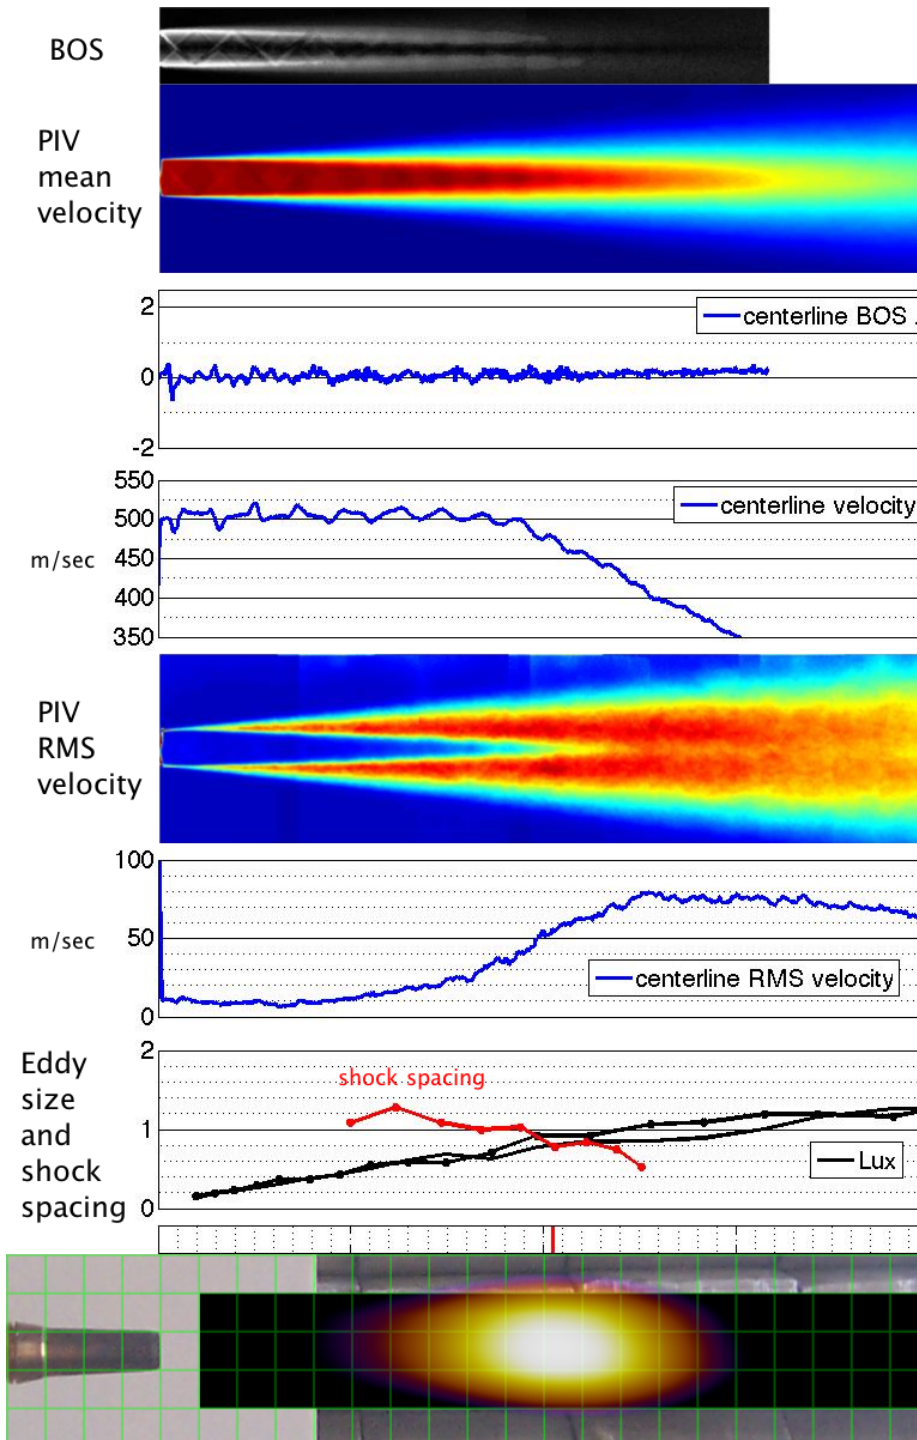 BOS
PIV
mean
velocity
2
0
-2
centerline BOS .
550
500
450
400
350
m/sec
centerline velocity
PIV
RMS
velocity
100
50
0
m/sec
centerline RMS velocity
Eddy
size
and
shock
spacing
2
1
0
shock spacing
Lux